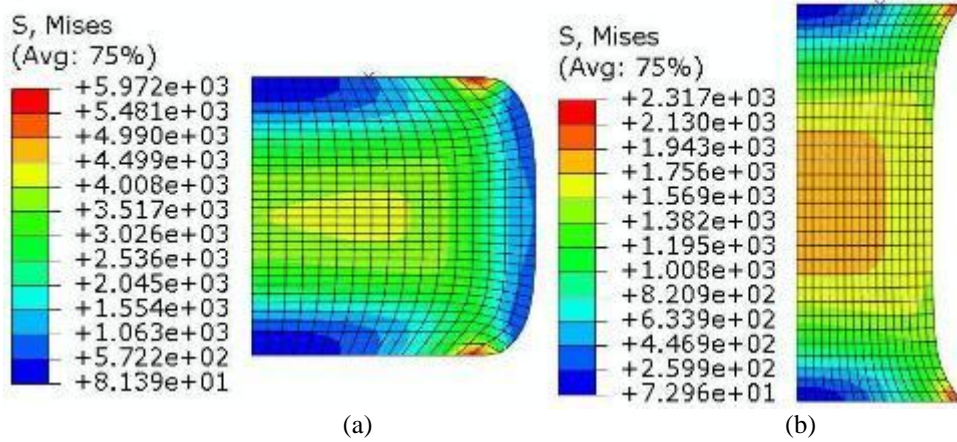 S, Mises
(Avg: 75%)
+5.972e+03
+5.481e+03
+4.990e+03
+4.499e+03
+4.008e+03
+3.517e+03
+3.026e+03
+2.536e+03
+2.045e+03
+1.554e+03
+1.063e+03
+5.722e+02
+8.139e+01
(a)
S, Mises
(Avg: 75%)
+2.317e+03
+2.130e+03
+1.943e+03
+1.756e+03
+1.569e+03
+1.382e+03
+1.195e+03
+1.008e+03
+8.209e+02
+6.339e+02
+4.469e+02
+2.599e+02
+7.296e+01
(b)